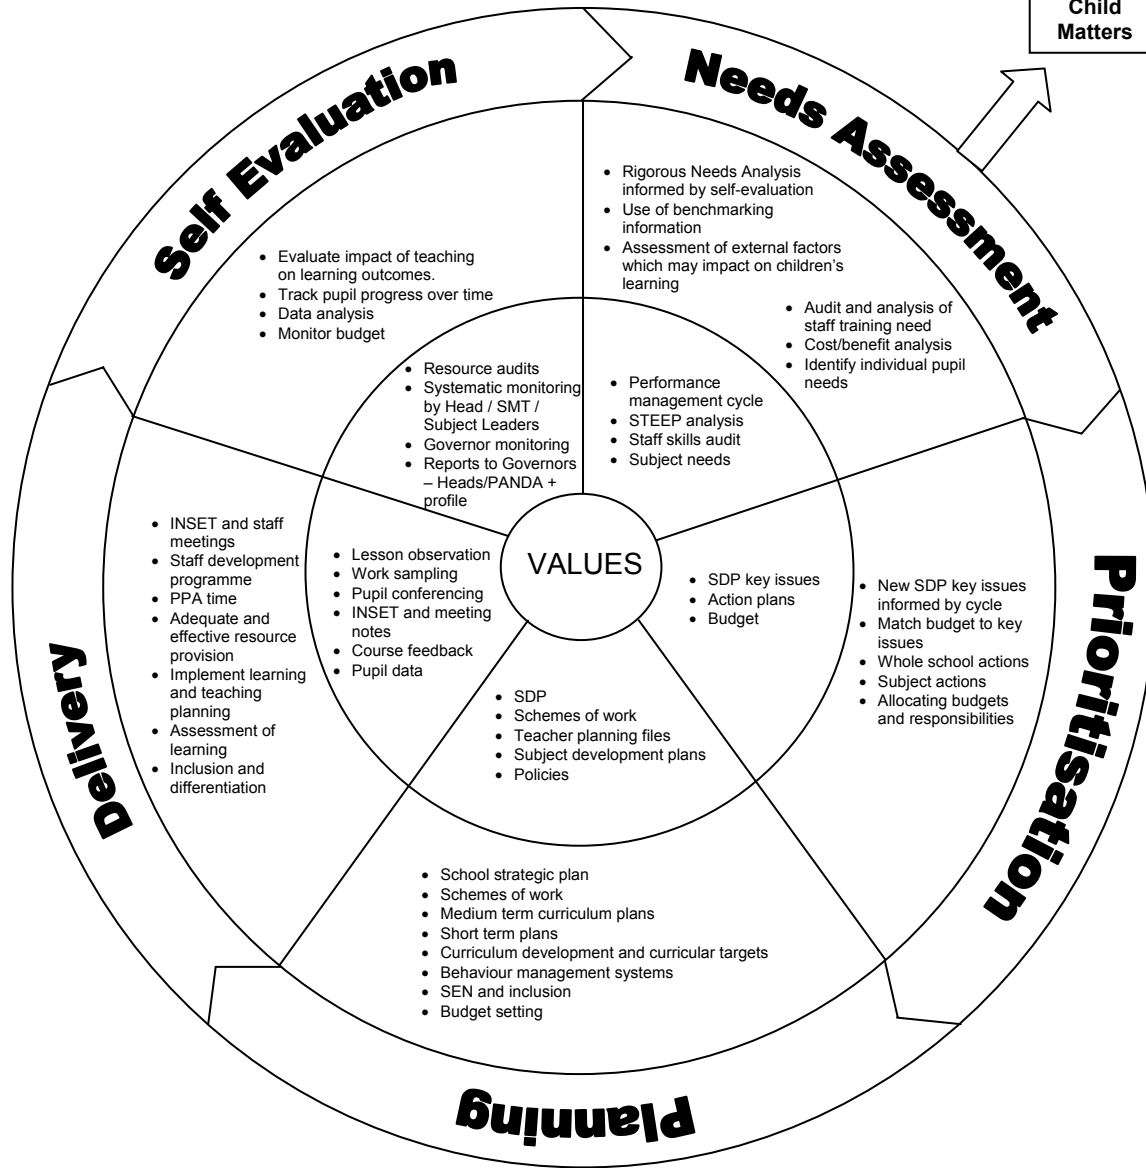 Child
Matters
Self Evaluation
Needs Assessment
• Rigorous Needs Analysis
informed by self-evaluation
• Use of benchmarking
information
• Assessment of external factors
which may impact on children's
learning
• Audit and analysis of
staff training need
• Cost/benefit analysis
• Identify individual pupil
needs
• Evaluate impact of teaching
on learning outcomes.
• Track pupil progress over time
• Data analysis
• Monitor budget
• Resource audits
• Systematic monitoring
by Head / SMT /
Subject Leaders
• Governor monitoring
• Reports to Governors
– Heads/PANDA +
profile
• Performance
management cycle
• STEEP analysis
• Staff skills audit
• Subject needs
VALUES
• INSET and staff
meetings
• Staff development
programme
• PPA time
• Adequate and
effective resource
provision
• Implement learning
and teaching
planning
• Assessment of
learning
• Inclusion and
differentiation
• Lesson observation
• Work sampling
• Pupil conferencing
• INSET and meeting
notes
• Course feedback
• Pupil data
• SDP key issues
• Action plans
• Budget
• New SDP key issues
informed by cycle
• Match budget to key
issues
• Whole school actions
• Subject actions
• Allocating budgets
and responsibilities
Prioritisation
Delivery
• SDP
• Schemes of work
• Teacher planning files
• Subject development plans
• Policies
• School strategic plan
• Schemes of work
• Medium term curriculum plans
• Short term plans
• Curriculum development and curricular targets
• Behaviour management systems
• SEN and inclusion
• Budget setting
Planning